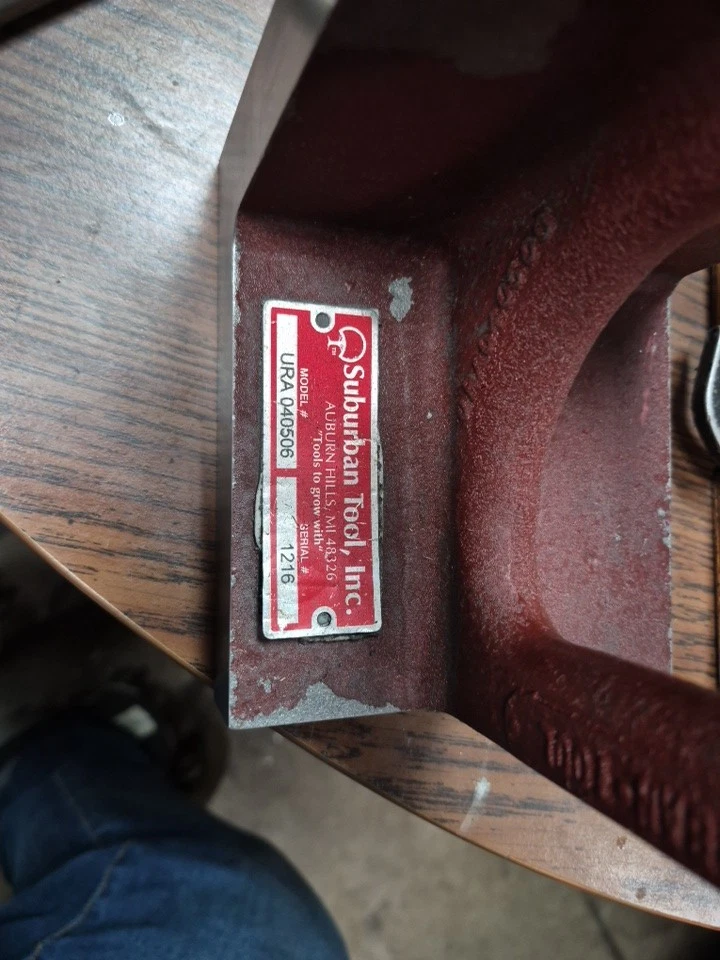 Suburban Tool, Inc.
AUBURN HILLS, MI 48326
"Tools to grow with"
MODEL #
SERIAL #
URA 040506
1216